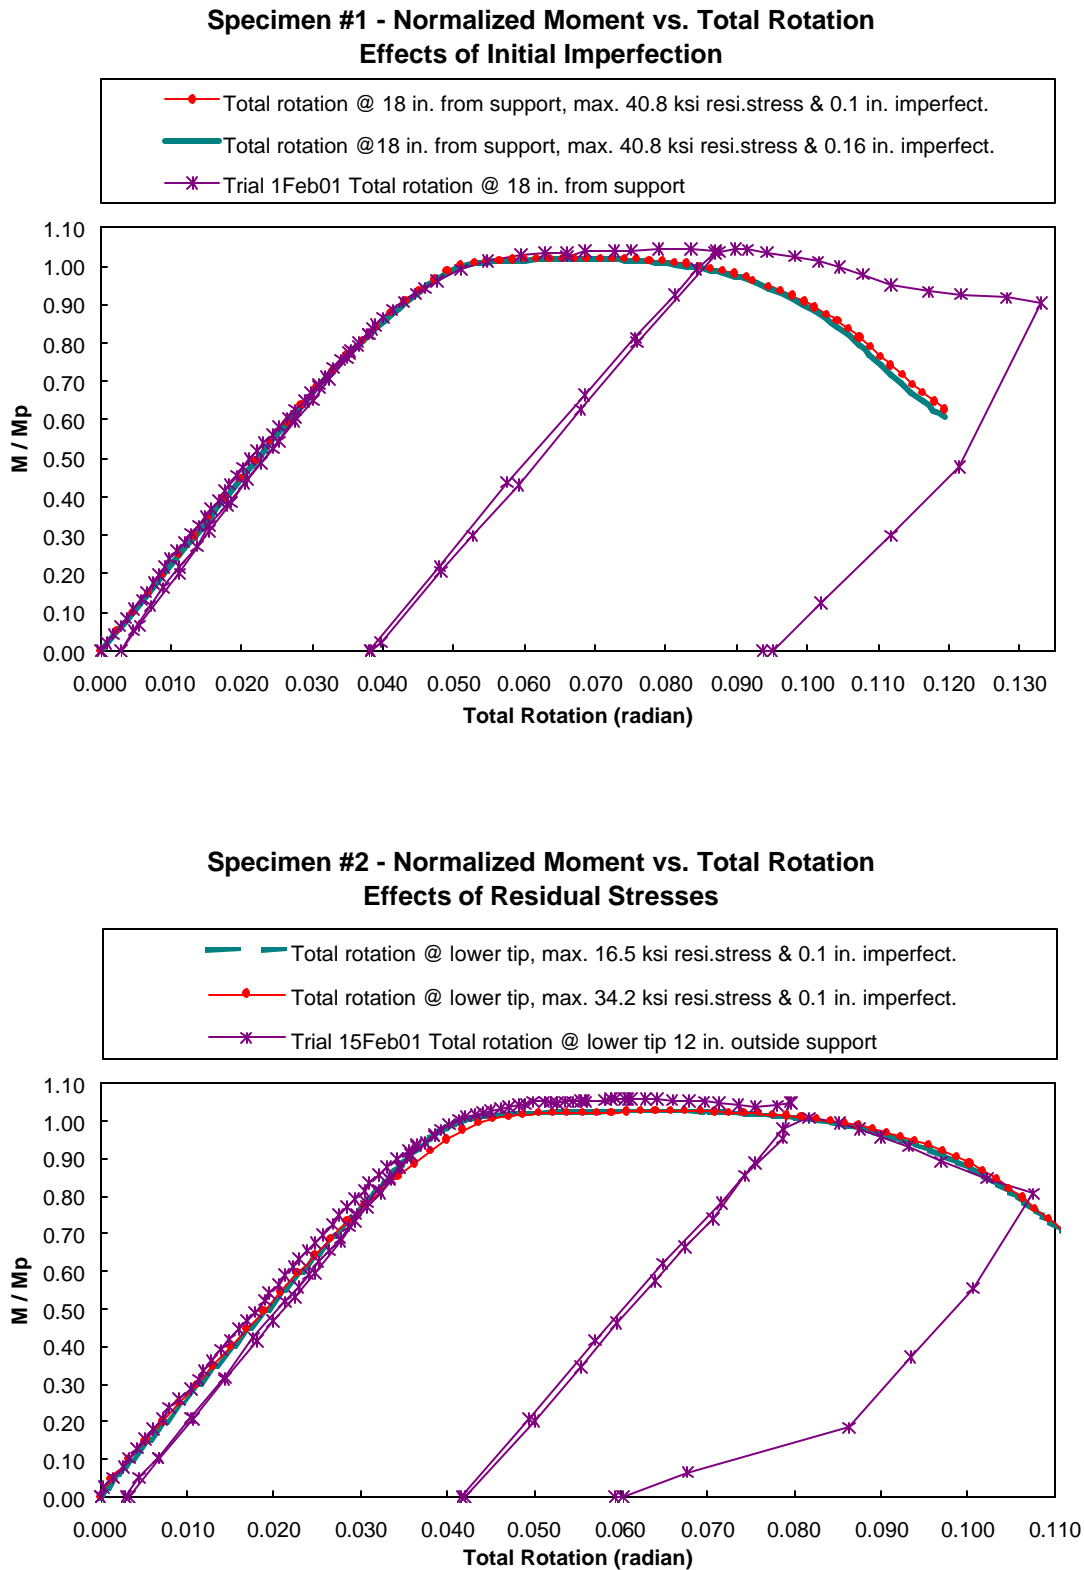 Specimen #1 - Normalized Moment vs. Total Rotation
Effects of Initial Imperfection
Total rotation @ 18 in. from support, max. 40.8 ksi resi.stress & 0.1 in. imperfect.
Total rotation @18 in. from support, max. 40.8 ksi resi.stress & 0.16 in. imperfect.
Trial 1Feb01 Total rotation @ 18 in. from support
1.10
1.00
0.90
0.80
0.70
0.60
0.50
0.40
0.30
0.20
0.10
0.00
M / Mp
0.000 0.010 0.020 0.030 0.040 0.050 0.060 0.070 0.080 0.090 0.100 0.110 0.120 0.130
Total Rotation (radian)
Specimen #2 - Normalized Moment vs. Total Rotation
Effects of Residual Stresses
Total rotation @ lower tip, max. 16.5 ksi resi.stress & 0.1 in. imperfect.
Total rotation @ lower tip, max. 34.2 ksi resi.stress & 0.1 in. imperfect.
Trial 15Feb01 Total rotation @ lower tip 12 in. outside support
1.10
1.00
0.90
0.80
0.70
0.60
0.50
0.40
0.30
0.20
0.10
0.00
M / Mp
0.000 0.010 0.020 0.030 0.040 0.050 0.060 0.070 0.080 0.090 0.100 0.110
Total Rotation (radian)